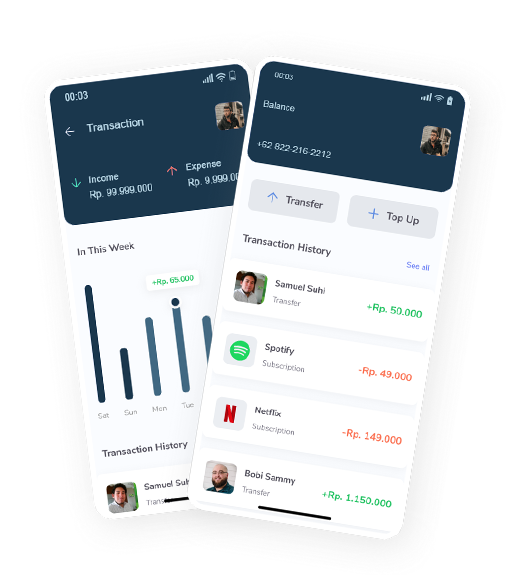 00:03
Transaction
Income
Rp. 99.999.000
Expense
Rp. 9.999.00
In This Week
+Rp. 65.000
Sat
Sun
Mon
Tue
Transaction History
Samuel Suh
Trans
00:03
Balance
+62 822-216-2212
Transfer
Top Up
Transaction History
See all
Samuel Suhi
Transfer
+Rp. 50.000
Spotify
Subscription
-Rp. 49.000
N
Netflix
Subscription
-Rp. 149.000
Bobi Sammy
Transfer
+Rp. 1.150.000